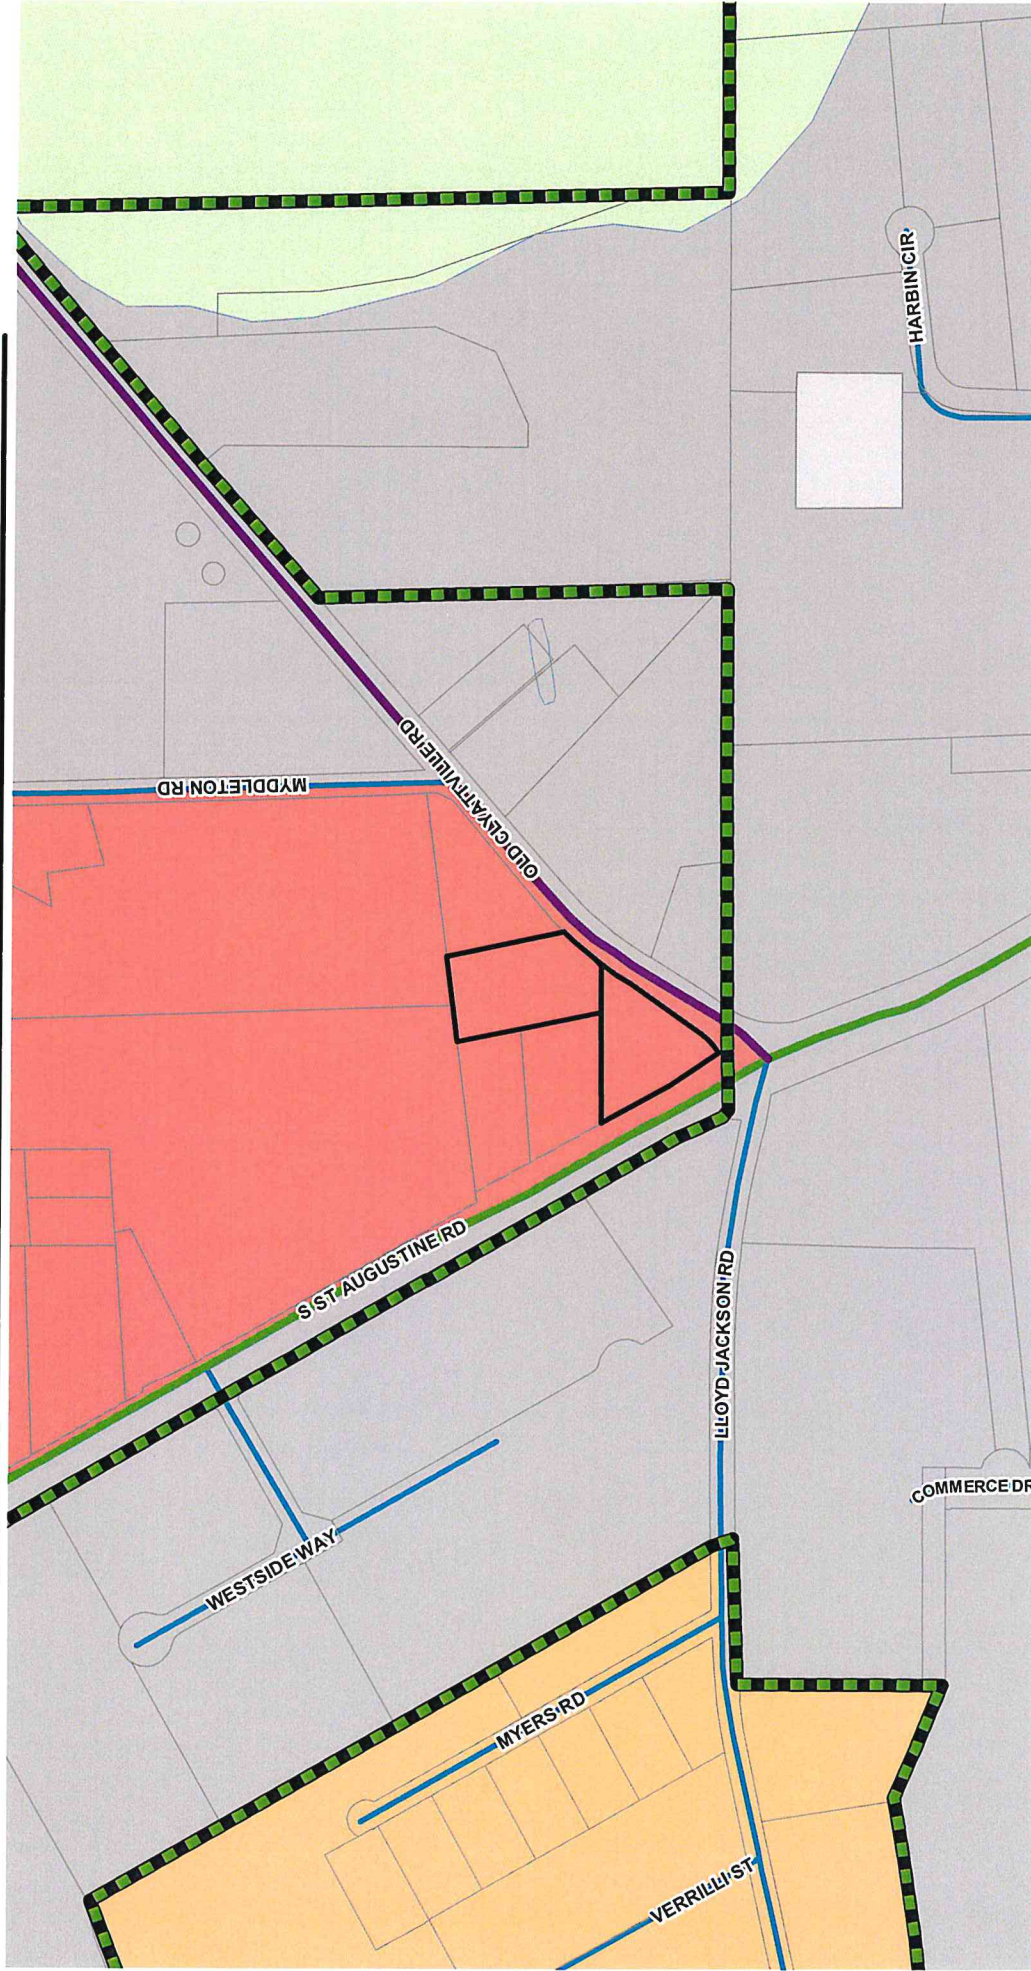 HARBIN CIR
OLD CLYATTVILLE RD
MYDDLETON RD
S ST AUGUSTINE RD
LLOYD JACKSON RD
COMMERCE DR
WESTSIDE WAY
MYERS RD
VERRILLI ST